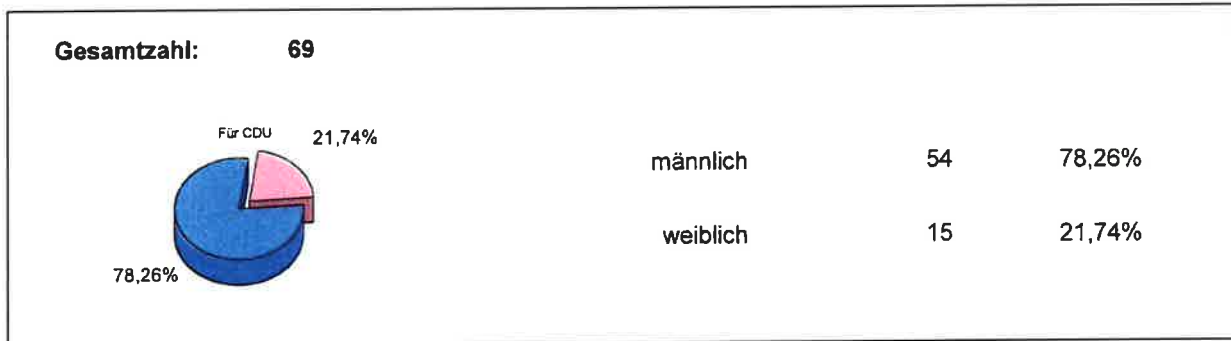 Gesamtzahl: 69
Für CDU
21,74%
78,26%
männlich 54 78,26%
weiblich 15 21,74%